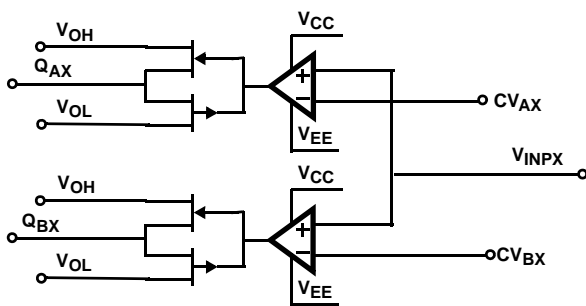 VOH
VCC
QAX
+
−
CVAX
VOL
VEE
VINPX
VOH
VCC
QBX
+
−
CVBX
VOL
VEE